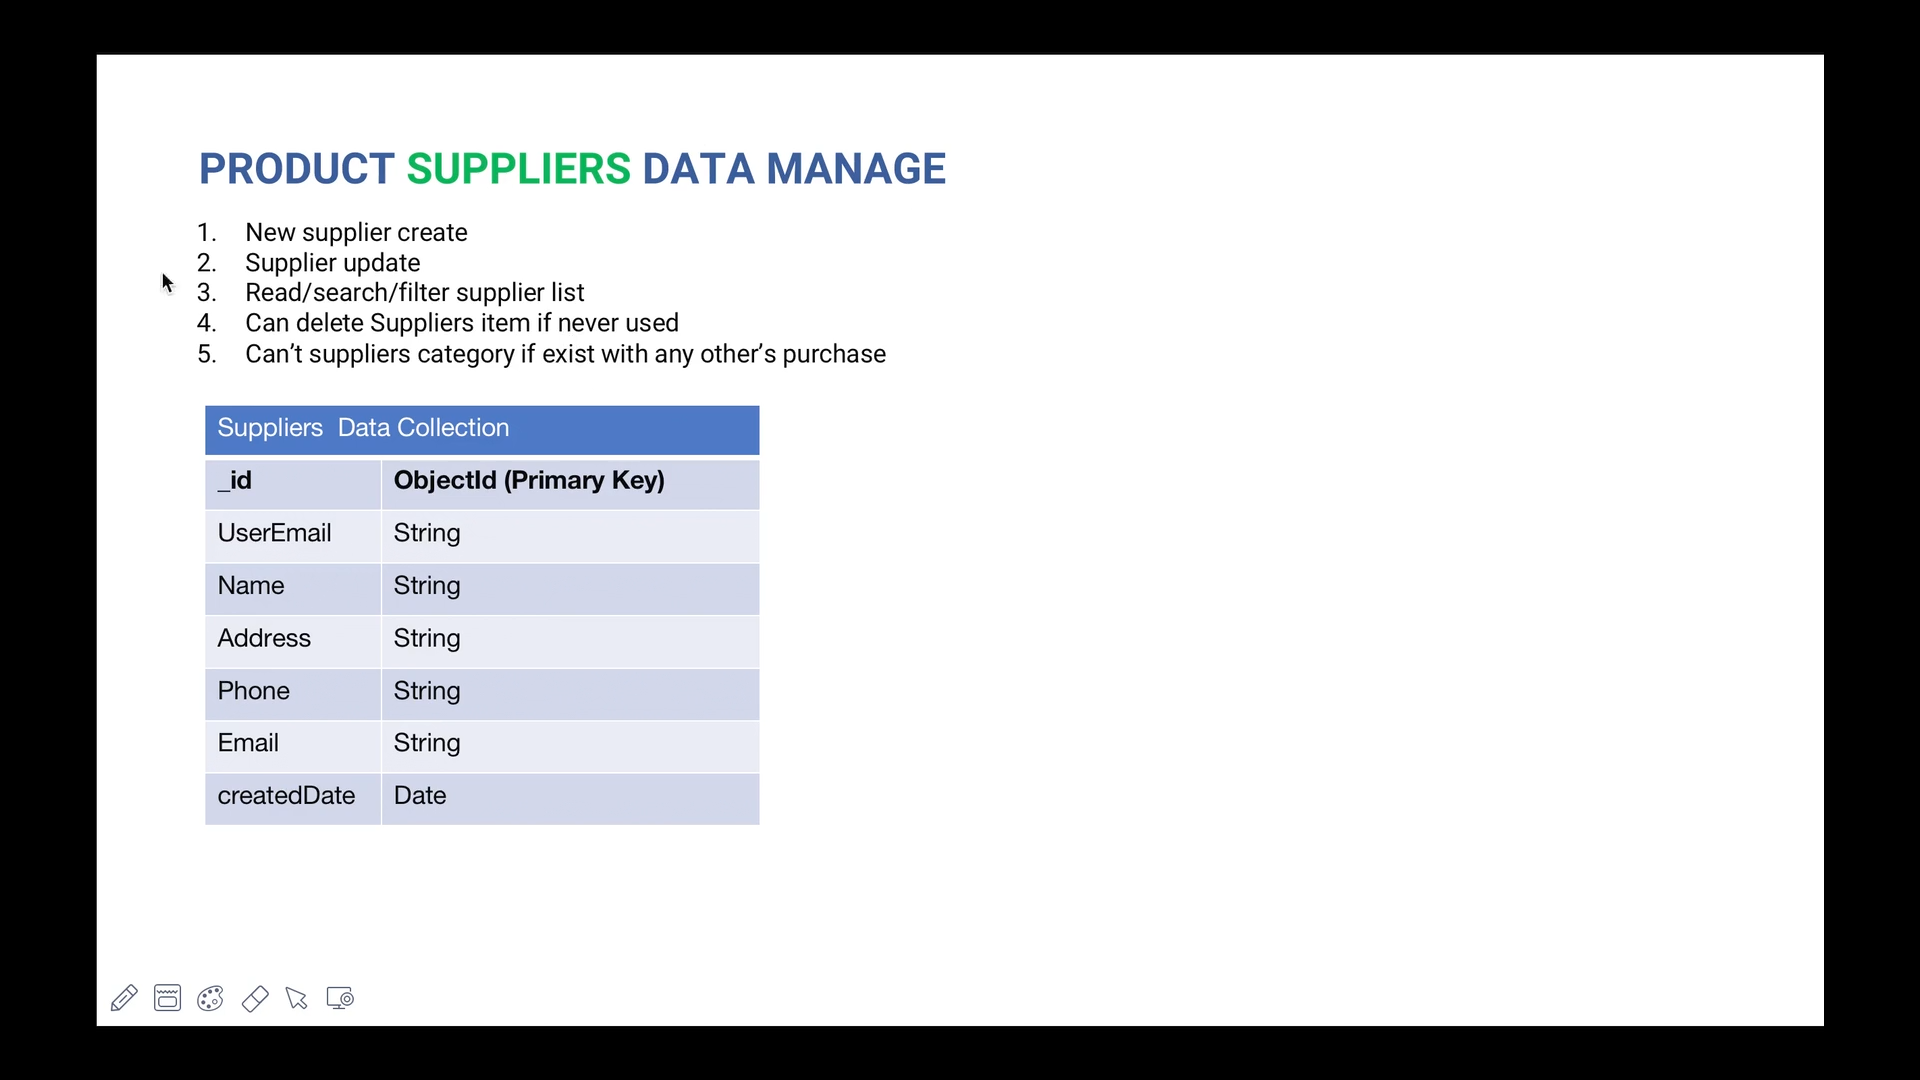 PRODUCT SUPPLIERS DATA MANAGE
1. New supplier create
2. Supplier update
3. Read/search/filter supplier list
4. Can delete Suppliers item if never used
5. Can’t suppliers category if exist with any other’s purchase
Suppliers  Data Collection
_id ObjectId (Primary Key)
UserEmail String
Name String
Address String
Phone String
Email String
createdDate Date